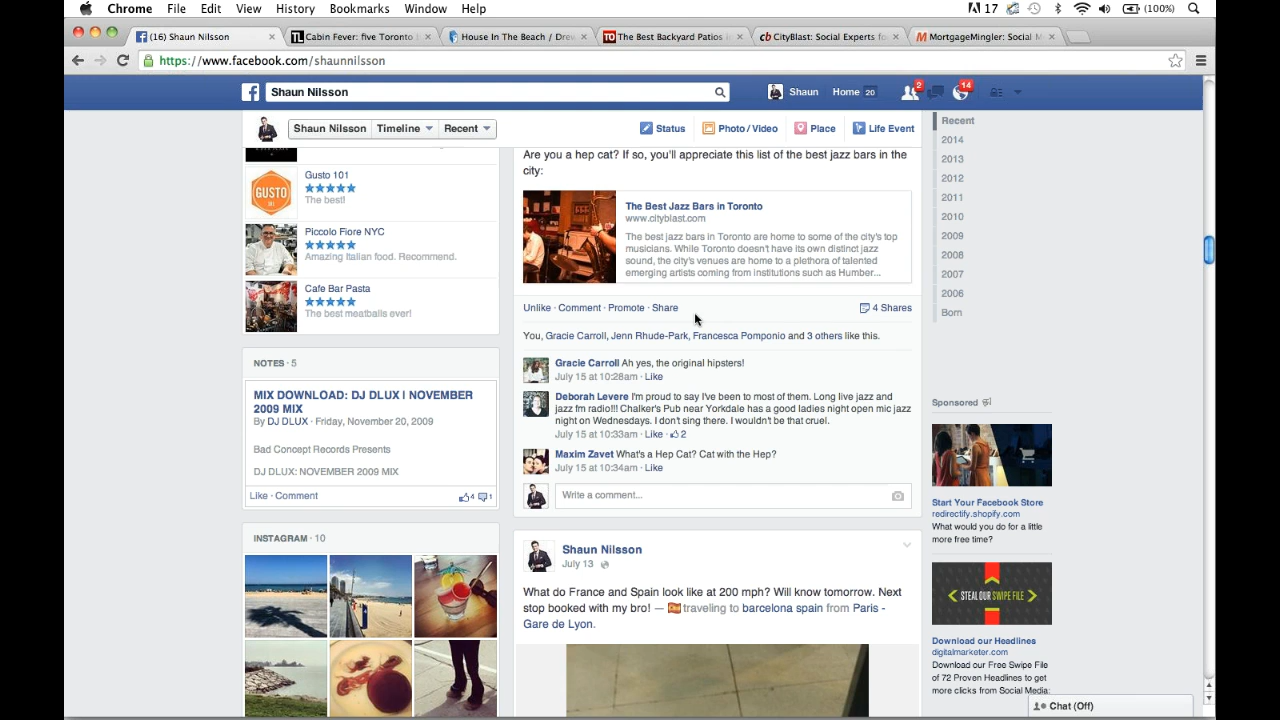 Chrome File Edit View History Bookmarks Window Help
17
(100%)
(16) Shaun Nilsson
Cabin Fever: five Toronto
House In The Beach / Drew
The Best Backyard Patios i
CityBlast: Social Experts fo
MortgageMingler: Social M
https://www.facebook.com/shaunnilsson
Shaun Nilsson
Shaun
Home 20
2
14
Shaun Nilsson
Timeline
Recent
Status
Photo / Video
Place
Life Event
Gusto 101
The best!
GUSTO
Piccolo Fiore NYC
Amazing Italian food. Recommend.
Cafe Bar Pasta
The best meatballs ever!
NOTES · 5
MIX DOWNLOAD: DJ DLUX | NOVEMBER
2009 MIX
By DJ DLUX · Friday, November 20, 2009
Bad Concept Records Presents
DJ DLUX: NOVEMBER 2009 MIX
Like · Comment
4 1
INSTAGRAM · 10
Are you a hep cat? If so, you'll appreciate this list of the best jazz bars in the
city:
The Best Jazz Bars in Toronto
www.cityblast.com
The best jazz bars in Toronto are home to some of the city's top
musicians. While Toronto doesn't have its own distinct jazz
sound, the city's venues are home to a plethora of talented
emerging artists coming from institutions such as Humber...
Unlike · Comment · Promote · Share
4 Shares
You, Gracie Carroll, Jenn Rhude-Park, Francesca Pomponio and 3 others like this.
Gracie Carroll Ah yes, the original hipsters!
July 15 at 10:28am · Like
Deborah Levere I'm proud to say I've been to most of them. Long live jazz and
jazz fm radio!!! Chalker's Pub near Yorkdale has a good ladies night open mic jazz
night on Wednesdays. I don't sing there. I wouldn't be that cruel.
July 15 at 10:33am · Like · 2
Maxim Zavet What's a Hep Cat? Cat with the Hep?
July 15 at 10:34am · Like
Write a comment...
Shaun Nilsson
July 13
What do France and Spain look like at 200 mph? Will know tomorrow. Next
stop booked with my bro! — traveling to barcelona spain from Paris -
Gare de Lyon.
Recent
2014
2013
2012
2011
2010
2009
2008
2007
2006
Born
Sponsored
Start Your Facebook Store
redirectify.shopify.com
What would you do for a little
more free time?
STEAL OUR SWIPE FILE
Download our Headlines
digitalmarketer.com
Download our Free Swipe File
of 72 Proven Headlines to get
more clicks from Social Media:
Chat (Off)